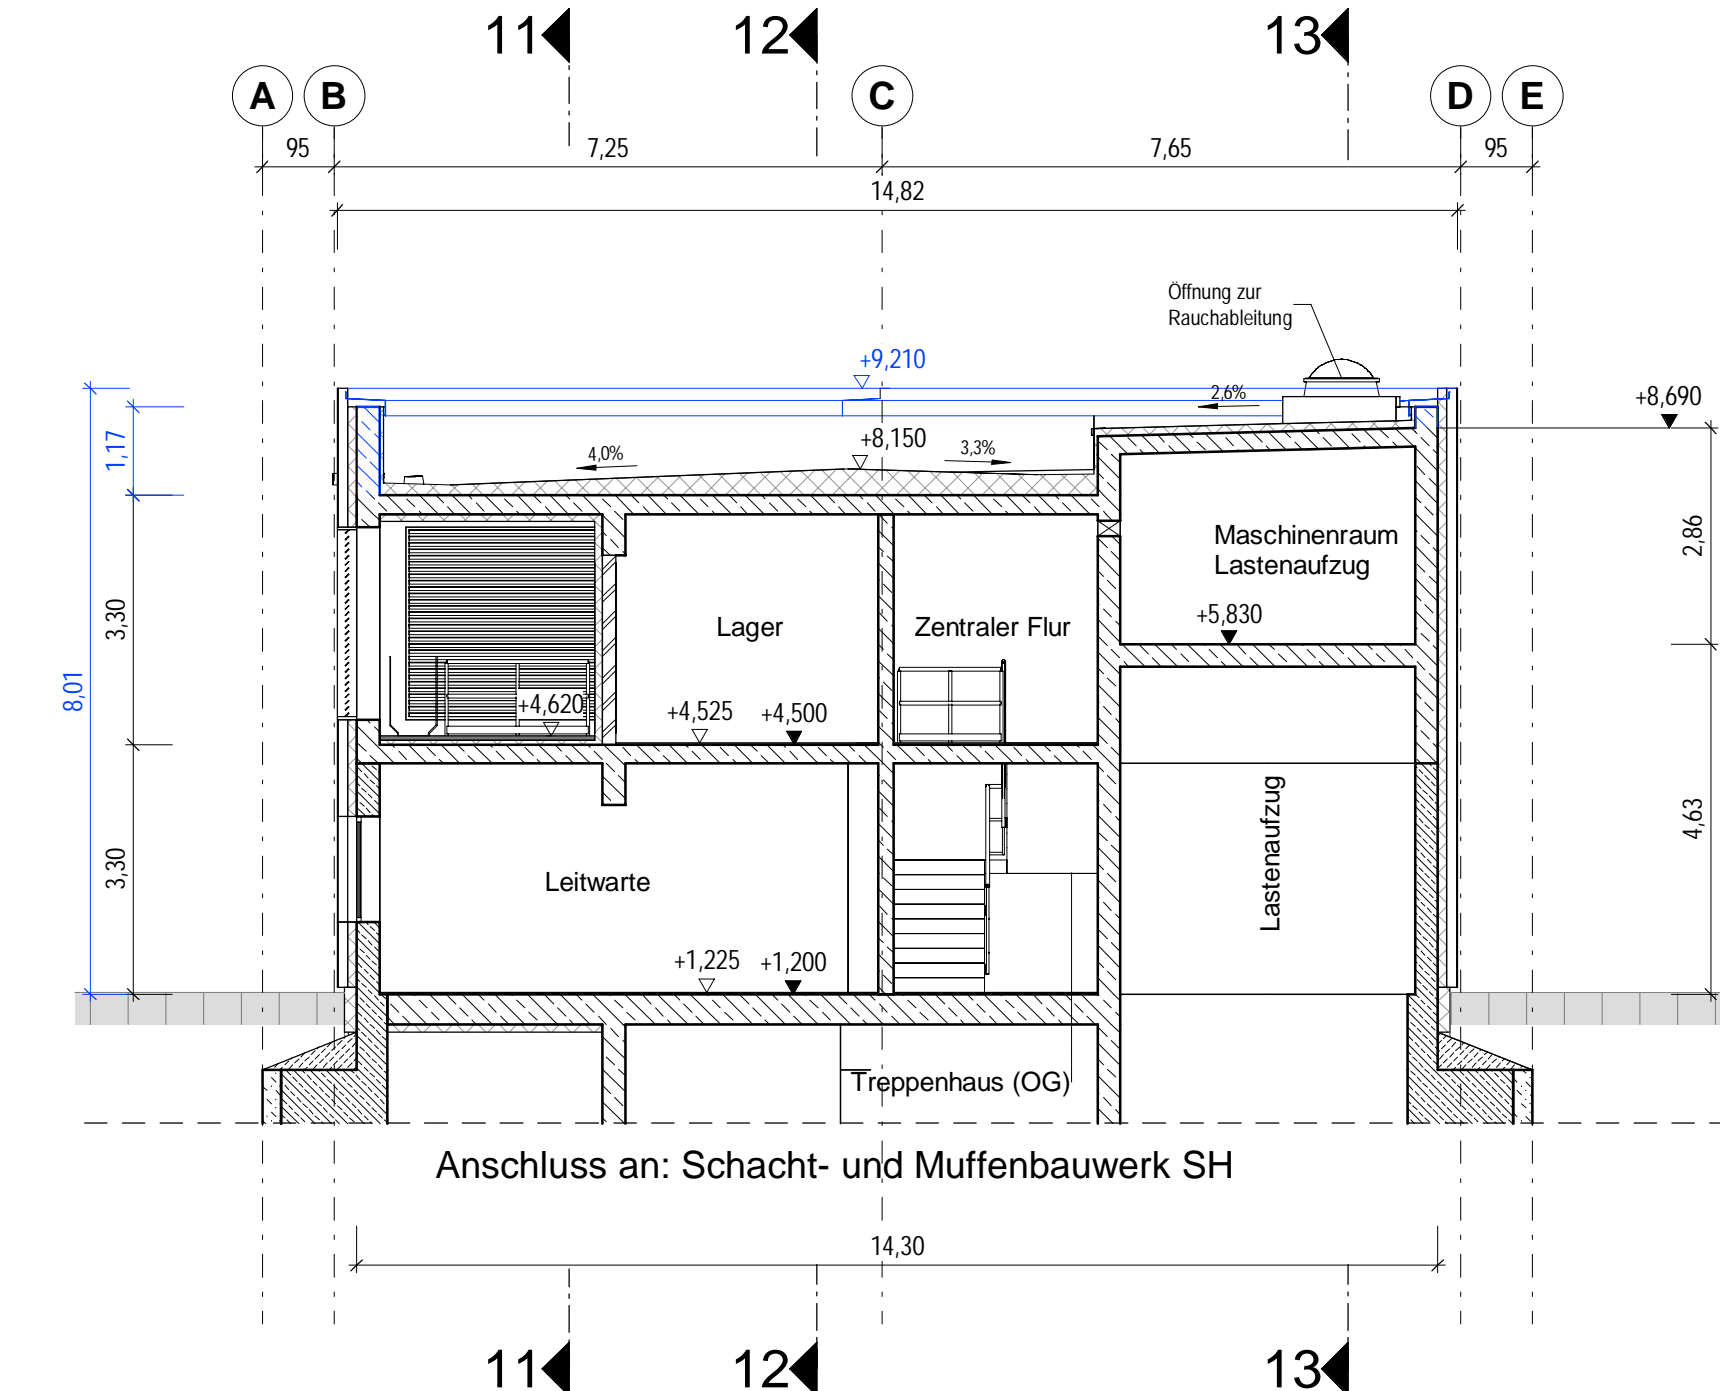 11
12
13
A
B
C
D
E
95
7,25
7,65
95
14,82
Öffnung zur
Rauchableitung
+9,210
2,6%
+8,690
1,17
+8,150
4,0%
3,3%
Maschinenraum
Lastenaufzug
2,86
3,30
Lager
Zentraler Flur
+5,830
8,01
+4,620
+4,525
+4,500
Lastenaufzug
4,63
3,30
Leitwarte
+1,225
+1,200
Treppenhaus (OG)
Anschluss an: Schacht- und Muffenbauwerk SH
14,30
11
12
13